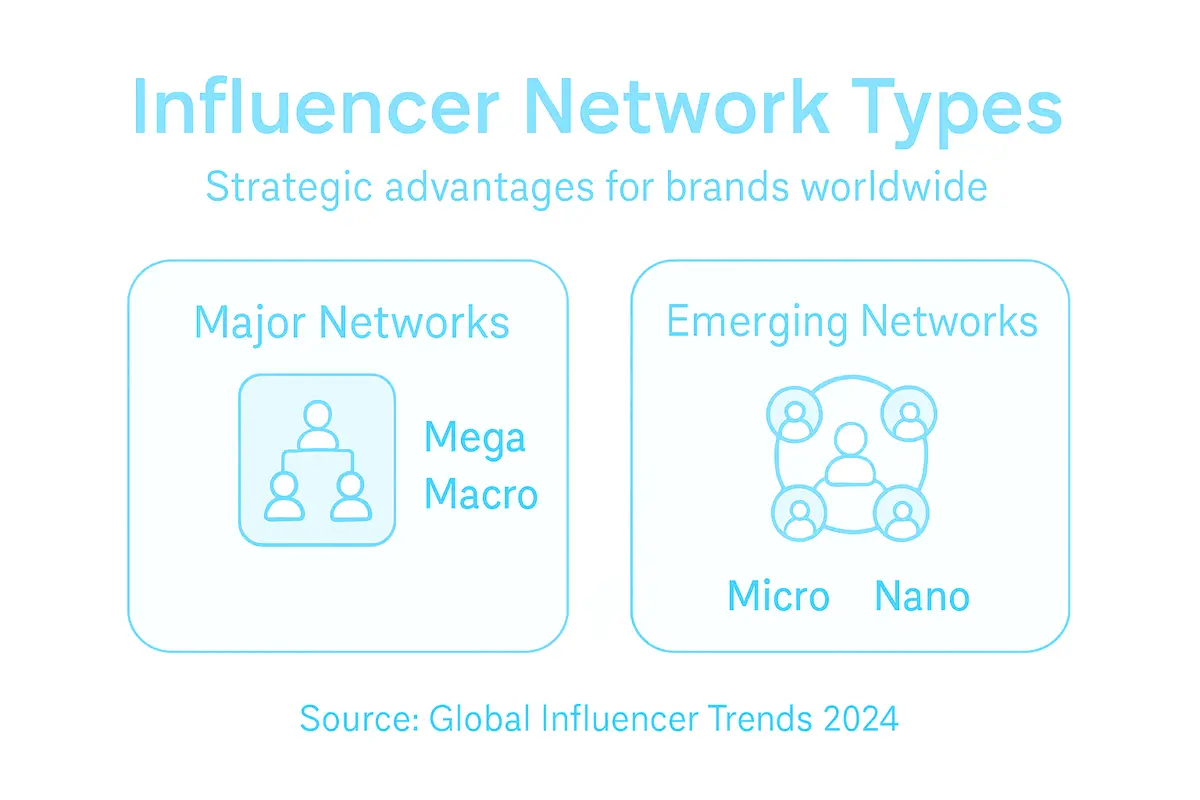 Influencer Network Types
Strategic advantages for brands worldwide
Major Networks
Mega
Macro
Emerging Networks
Micro Nano
Source: Global Influencer Trends 2024